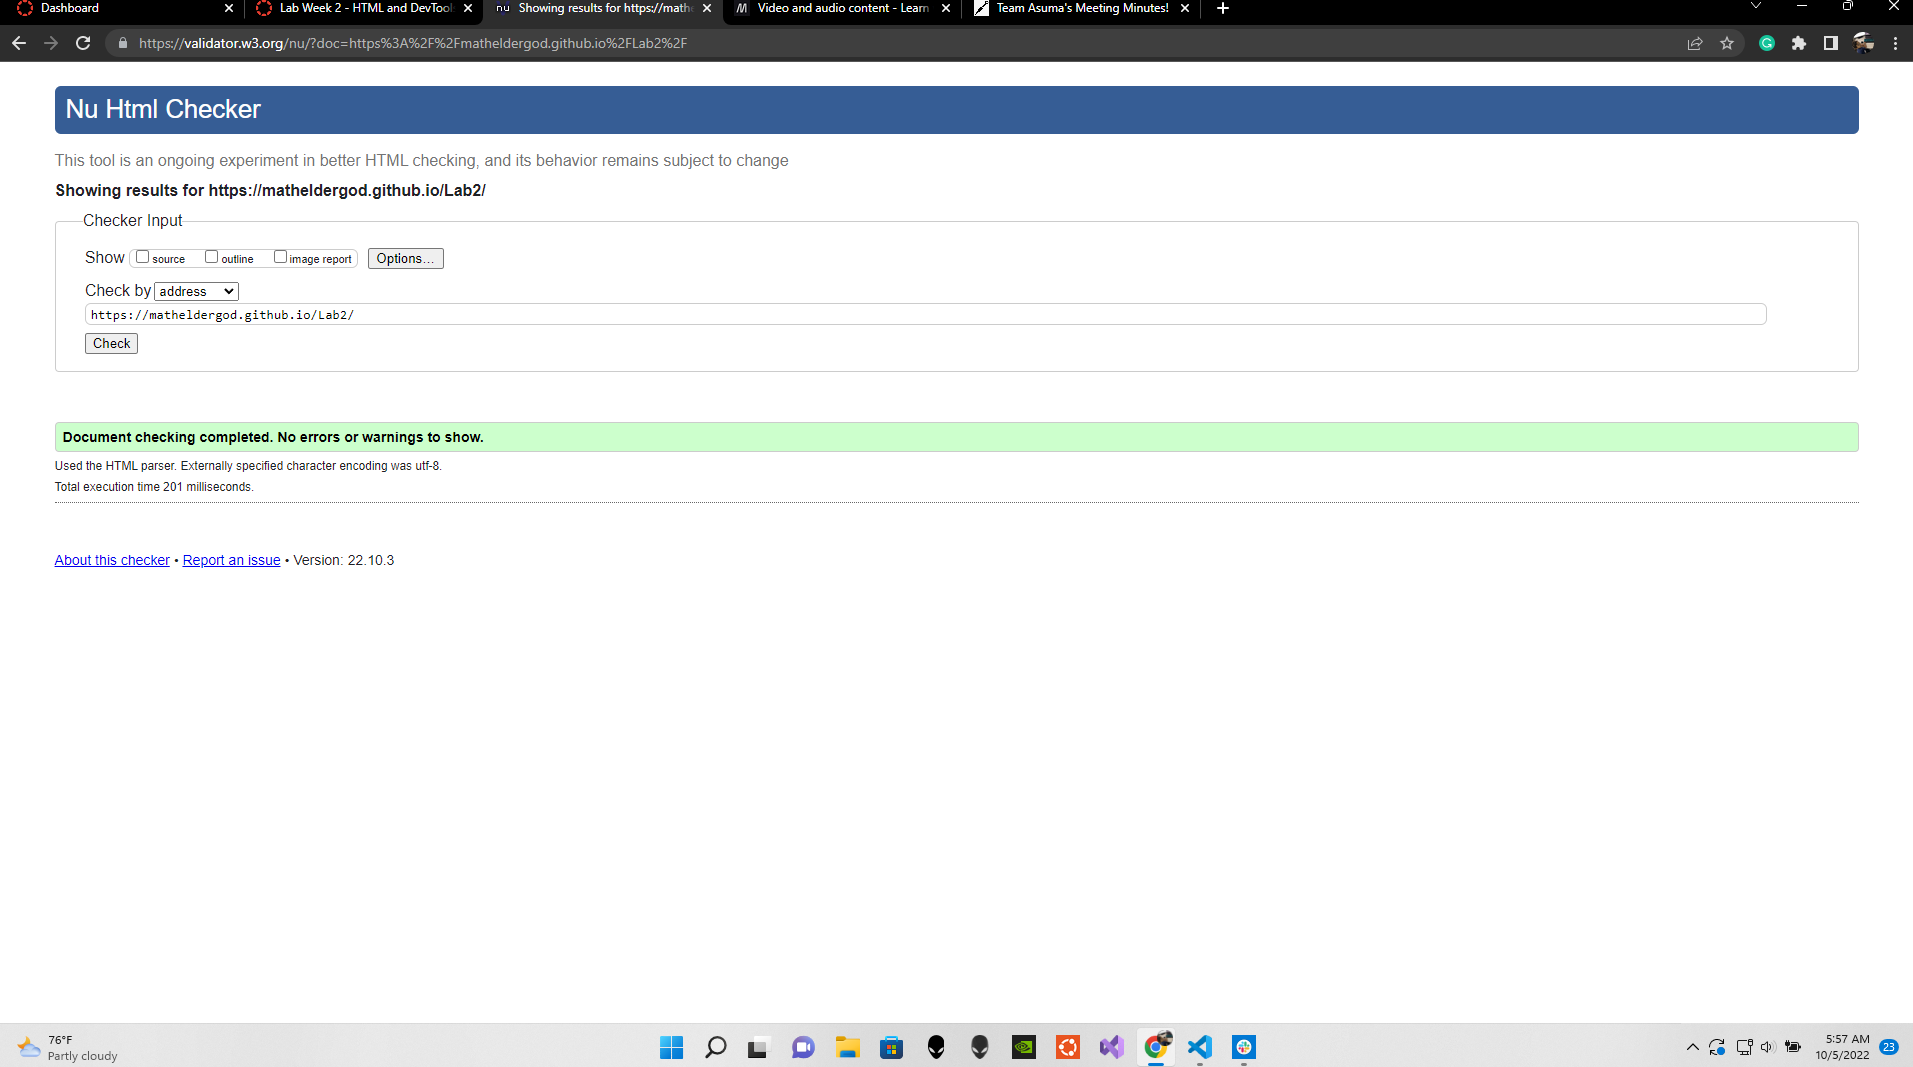 Dashboard
Lab Week 2 - HTML and DevTools
nu Showing results for https://mathe
Video and audio content - Learn
Team Asuma's Meeting Minutes!
https://validator.w3.org/nu/?doc=https%3A%2F%2Fmatheldergod.github.io%2FLab2%2F
Nu Html Checker
This tool is an ongoing experiment in better HTML checking, and its behavior remains subject to change
Showing results for https://matheldergod.github.io/Lab2/
Checker Input
Show source outline image report Options...
Check by address
https://matheldergod.github.io/Lab2/
Check
Document checking completed. No errors or warnings to show.
Used the HTML parser. Externally specified character encoding was utf-8.
Total execution time 201 milliseconds.
About this checker • Report an issue • Version: 22.10.3
76°F
Partly cloudy
5:57 AM
10/5/2022
23